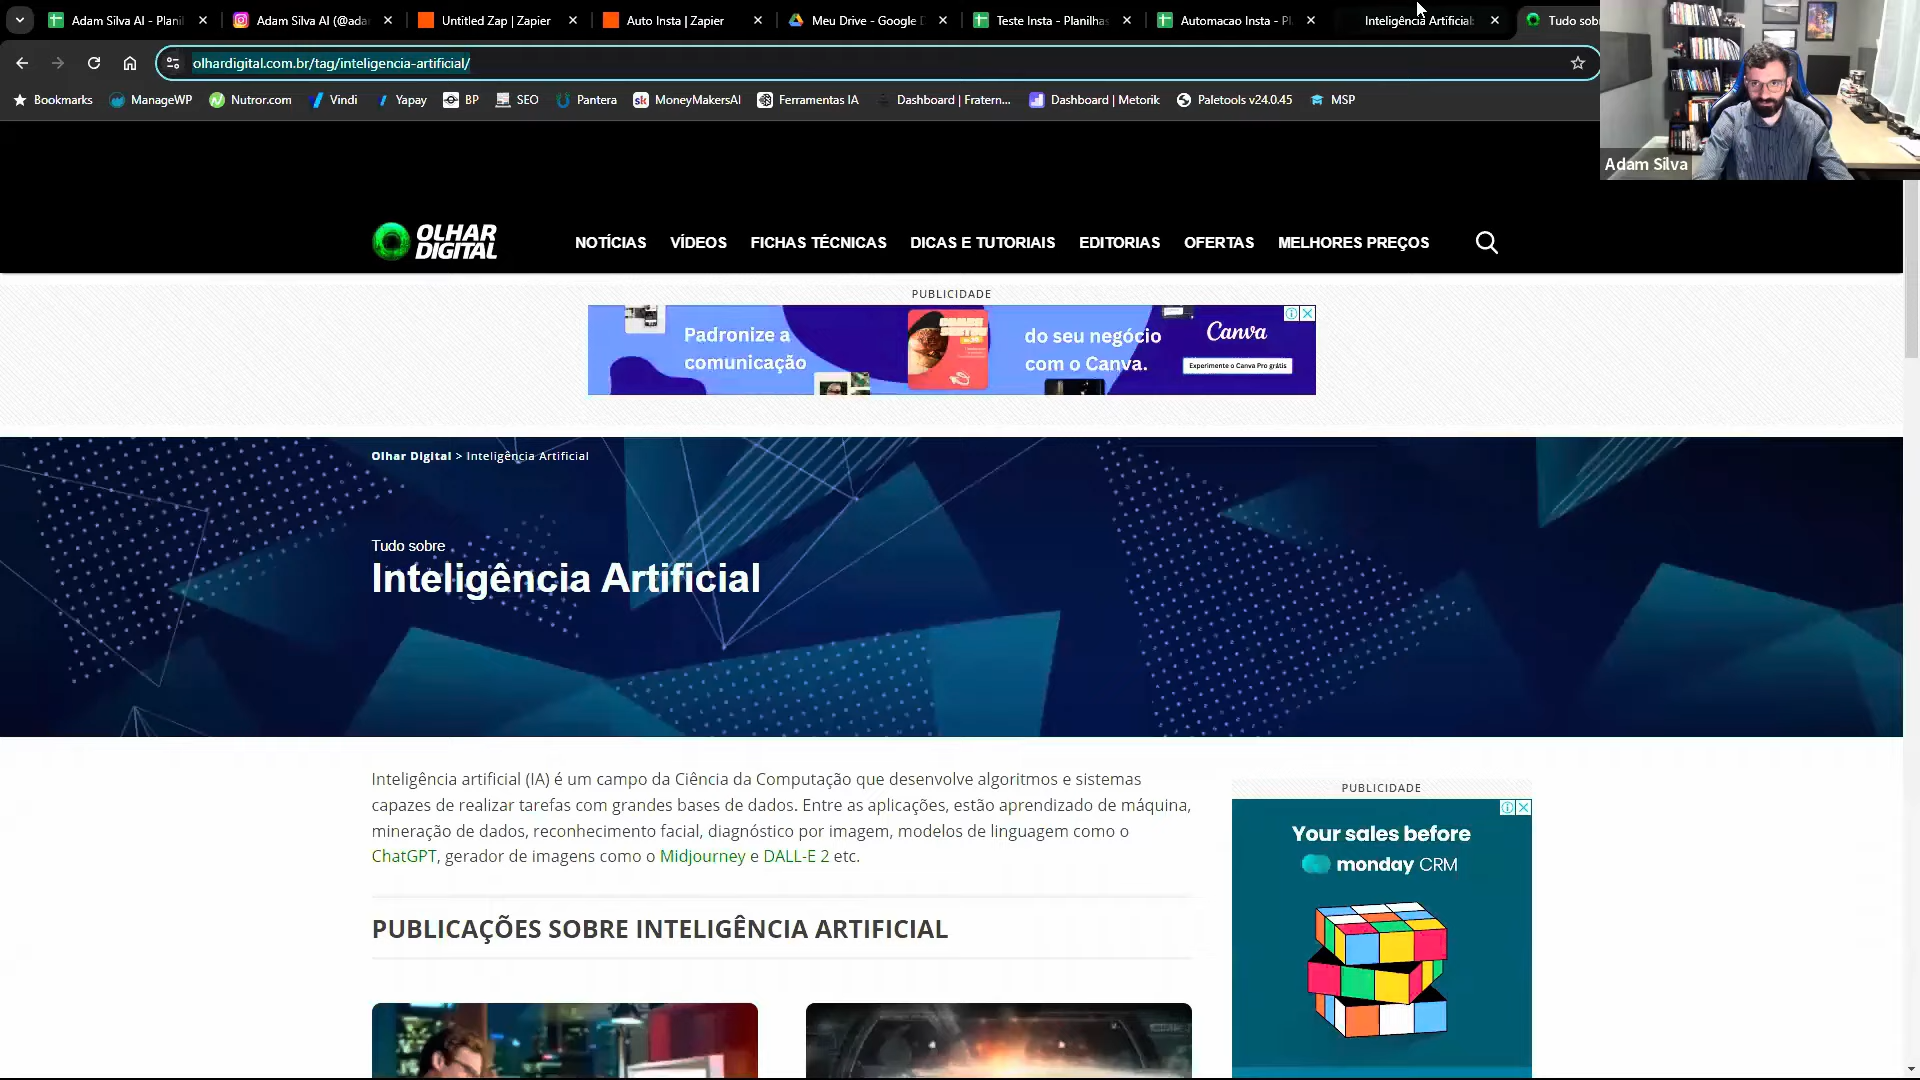 Adam Silva AI - Planil
Adam Silva AI (@adar
Untitled Zap | Zapier
Auto Insta | Zapier
Meu Drive - Google D
Teste Insta - Planilhas
Automacao Insta - Pl
Inteligência Artificial:
Tudo sob
olhardigital.com.br/tag/inteligencia-artificial/
Bookmarks
ManageWP
Nutror.com
Vindi
Yapay
BP
SEO
Pantera
MoneyMakersAI
Ferramentas IA
Dashboard | Fratern...
Dashboard | Metorik
Paletools v24.0.45
MSP
Adam Silva
OLHAR
DIGITAL
NOTÍCIAS
VÍDEOS
FICHAS TÉCNICAS
DICAS E TUTORIAIS
EDITORIAS
OFERTAS
MELHORES PREÇOS
PUBLICIDADE
Padronize a
comunicação
do seu negócio
com o Canva.
Canva
Experimente o Canva Pro grátis
Olhar Digital > Inteligência Artificial
Tudo sobre
Inteligência Artificial
Inteligência artificial (IA) é um campo da Ciência da Computação que desenvolve algoritmos e sistemas
capazes de realizar tarefas com grandes bases de dados. Entre as aplicações, estão aprendizado de máquina,
mineração de dados, reconhecimento facial, diagnóstico por imagem, modelos de linguagem como o
ChatGPT, gerador de imagens como o Midjourney e DALL-E 2 etc.
PUBLICAÇÕES SOBRE INTELIGÊNCIA ARTIFICIAL
PUBLICIDADE
Your sales before
monday CRM